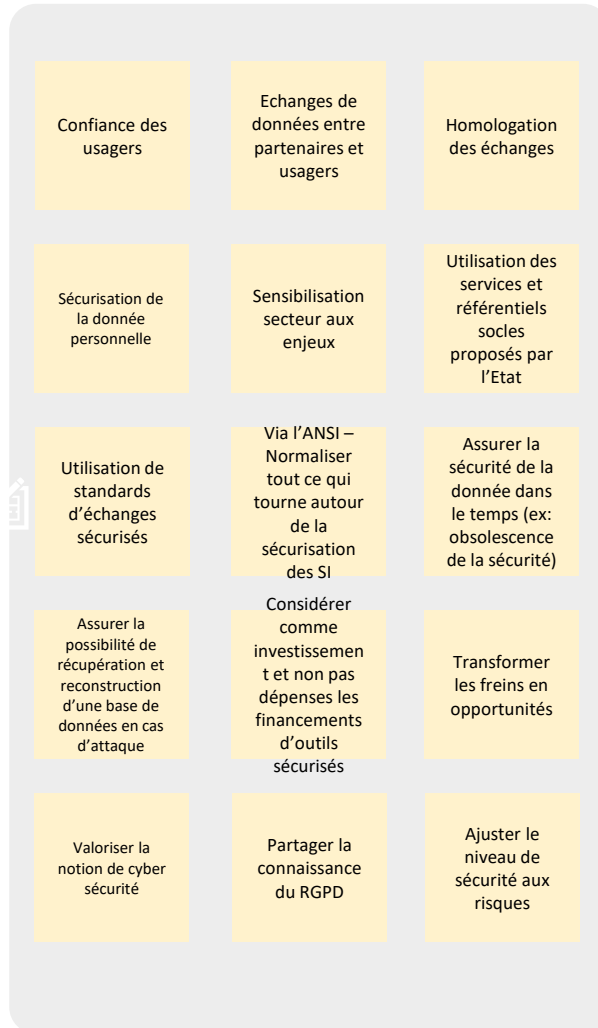 Confiance des
usagers
Echanges de
données entre
partenaires et
usagers
Homologation
des échanges
Sécurisation de
la donnée
personnelle
Sensibilisation
secteur aux
enjeux
Utilisation des
services et
référentiels
socles
proposés par
l’Etat
Utilisation de
standards
d’échanges
sécurisés
Via l’ANSI –
Normaliser
tout ce qui
tourne autour
de la
sécurisation
des SI
Assurer la
sécurité de la
donnée dans
le temps (ex:
obsolescence
de la sécurité)
Assurer la
possibilité de
récupération et
reconstruction
d’une base de
données en cas
d’attaque
Considérer
comme
investissemen
t et non pas
dépenses les
financements
d’outils
sécurisés
Transformer
les freins en
opportunités
Valoriser la
notion de cyber
sécurité
Partager la
connaissance
du RGPD
Ajuster le
niveau de
sécurité aux
risques